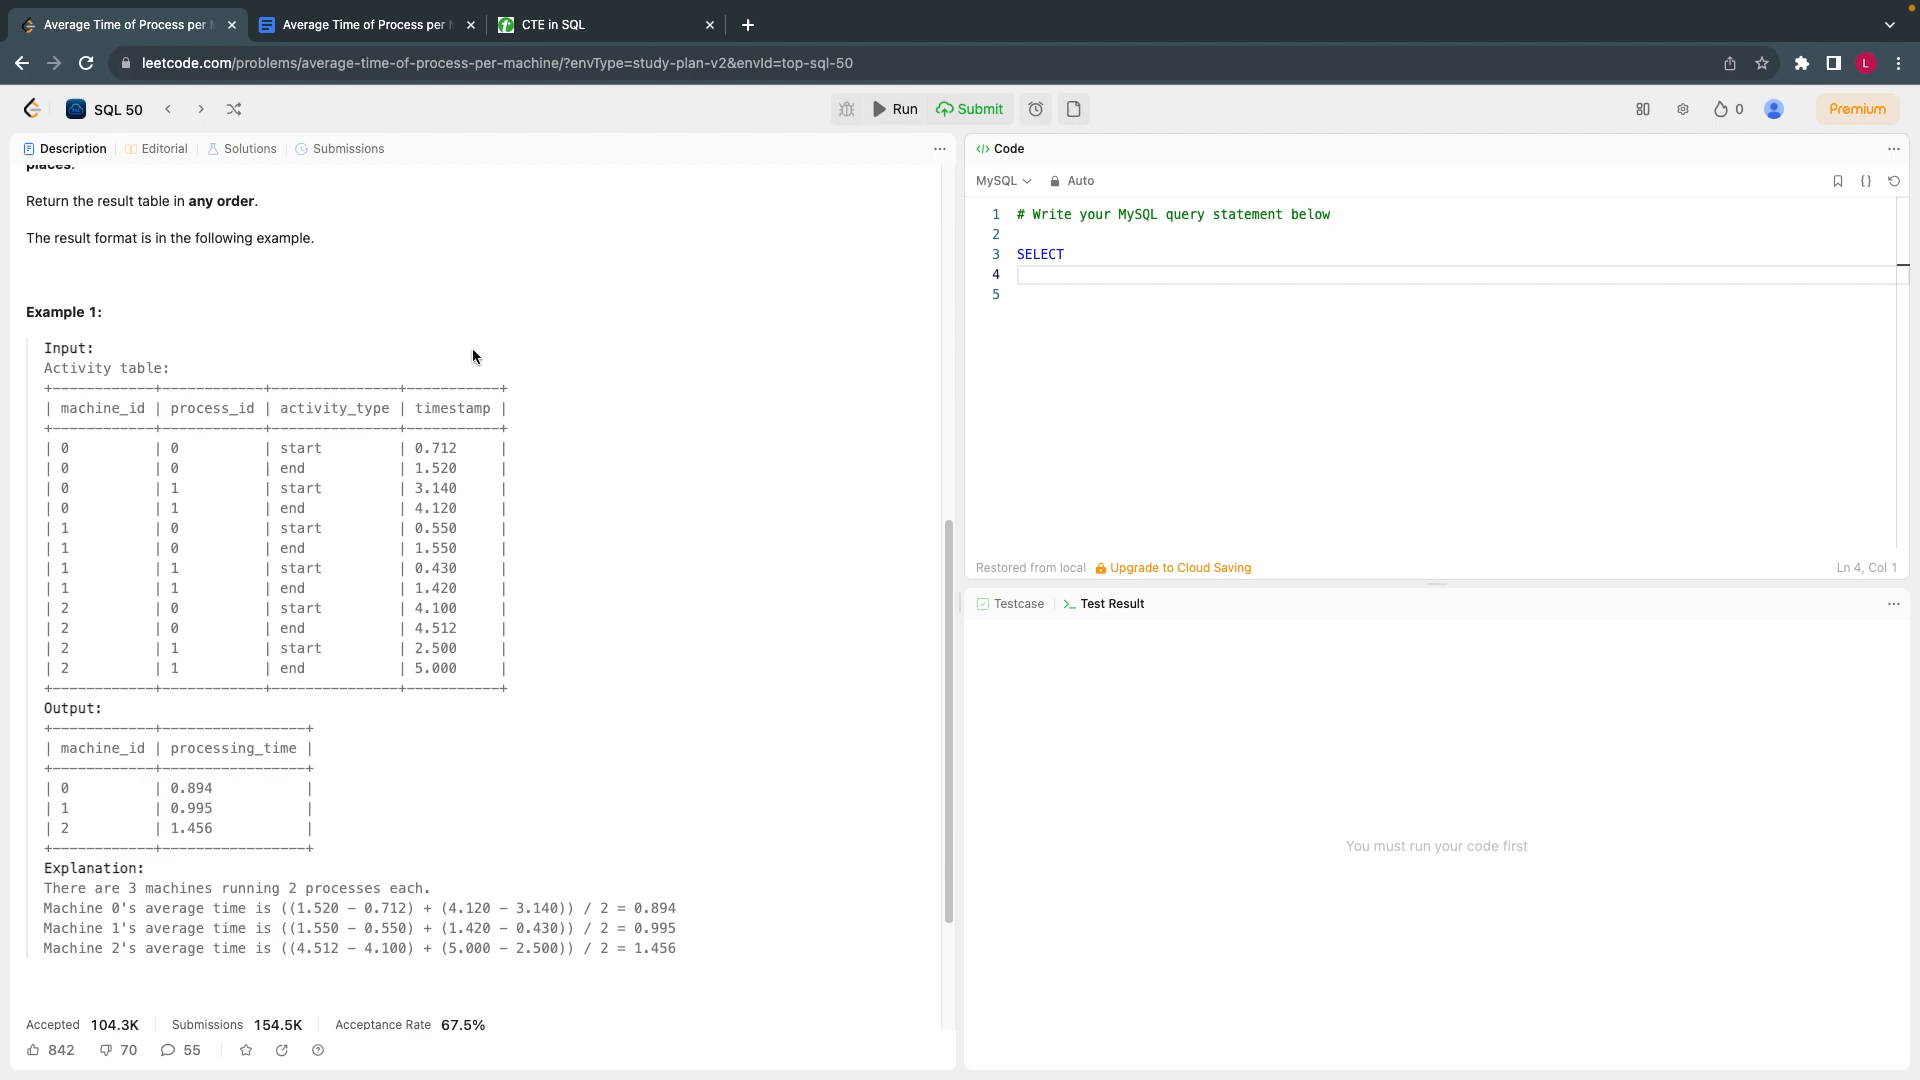 Average Time of Process per M
Average Time of Process per M
CTE in SQL
leetcode.com/problems/average-time-of-process-per-machine/?envType=study-plan-v2&envId=top-sql-50
L
SQL 50
Run
Submit
0
Premium
Description
Editorial
Solutions
Submissions
places.
Return the result table in any order.
The result format is in the following example.
Example 1:
Input:
Activity table:
+------------+------------+---------------+-----------+
| machine_id | process_id | activity_type | timestamp |
+------------+------------+---------------+-----------+
| 0          | 0          | start         | 0.712     |
| 0          | 0          | end           | 1.520     |
| 0          | 1          | start         | 3.140     |
| 0          | 1          | end           | 4.120     |
| 1          | 0          | start         | 0.550     |
| 1          | 0          | end           | 1.550     |
| 1          | 1          | start         | 0.430     |
| 1          | 1          | end           | 1.420     |
| 2          | 0          | start         | 4.100     |
| 2          | 0          | end           | 4.512     |
| 2          | 1          | start         | 2.500     |
| 2          | 1          | end           | 5.000     |
+------------+------------+---------------+-----------+
Output:
+------------+-----------------+
| machine_id | processing_time |
+------------+-----------------+
| 0          | 0.894           |
| 1          | 0.995           |
| 2          | 1.456           |
+------------+-----------------+
Explanation:
There are 3 machines running 2 processes each.
Machine 0's average time is ((1.520 - 0.712) + (4.120 - 3.140)) / 2 = 0.894
Machine 1's average time is ((1.550 - 0.550) + (1.420 - 0.430)) / 2 = 0.995
Machine 2's average time is ((4.512 - 4.100) + (5.000 - 2.500)) / 2 = 1.456
Accepted 104.3K
Submissions 154.5K
Acceptance Rate 67.5%
842
70
55
</> Code
MySQL
Auto
{}
1 # Write your MySQL query statement below
2
3 SELECT
4
5
Restored from local
Upgrade to Cloud Saving
Ln 4, Col 1
Testcase
>_ Test Result
You must run your code first